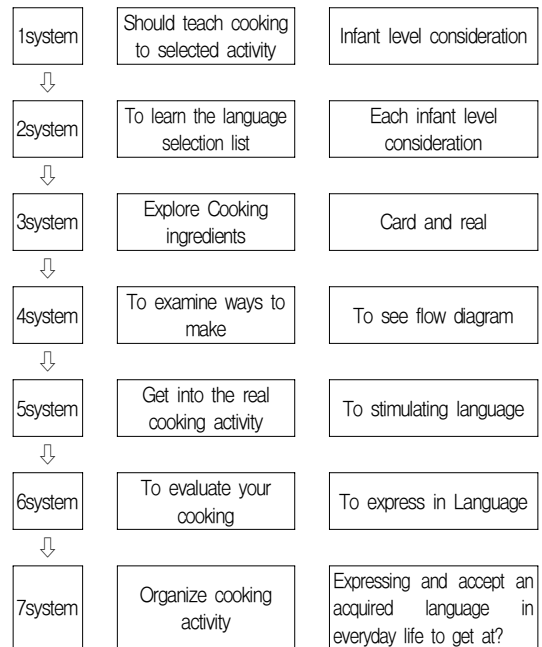 1system
Should teach cooking
to selected activity
Infant level consideration
2system
To learn the language
selection list
Each infant level
consideration
3system
Explore Cooking
ingredients
Card and real
4system
To examine ways to
make
To see flow diagram
5system
Get into the real
cooking activity
To stimulating language
6system
To evaluate your
cooking
To express in Language
7system
Organize cooking
activity
Expressing and accept an
acquired language in
everyday life to get at?